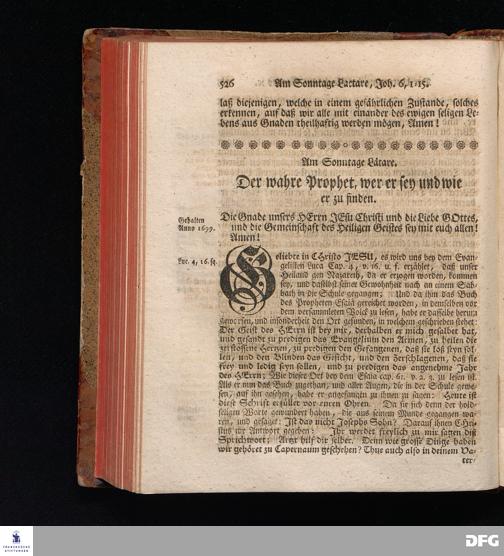 526 Am Sonntage Laetare, Joh. 6, 1-15.
laß diejenigen, welche in einem gefährlichen Zustande, solches
erkennen, auf daß wir alle mit einander des ewigen seligen Le-
bens aus Gnaden theilhaftig werden mögen, Amen!
Am Sonntage Lätare.
Der wahre Prophet, wer er sey und wie
er zu finden.
Gehalten
Anno 1699.
Die Gnade unsers HErrn JEsu Christi und die Liebe GOttes,
und die Gemeinschaft des Heiligen Geistes sey mit euch allen!
Amen!
Luc. 4, 16. sq.
Geliebte in Christo JESU, es wird uns bey dem Evan-
gelisten Luca Cap. 4, v. 16. u. f. erzählet, daß unser
Heiland gen Nazareth, da er erzogen worden, kommen
sey, und daselbst seiner Gewohnheit nach an einem Sab-
bath in die Schule gegangen; Und da ihm das Buch
des Propheten Esaiä gereichet worden, in demselben vor
dem versammleten Volck zu lesen, habe er dasselbe herum
geworfen, und insonderheit den Ort gefunden, in welchem geschrieben stehet:
Der Geist des HErrn ist bey mir, derhalben er mich gesalbet hat,
und gesandt zu predigen das Evangelium den Armen, zu heilen die
zerstossene Herzen, zu predigen den Gefangenen, daß sie los seyn sol-
len, und den Blinden das Gesicht, und den Zerschlagenen, daß sie
frey und ledig seyn sollen, und zu predigen das angenehme Jahr
des HErrn; Wie dieser Ort bey dem Esaia cap. 61. v. 2. 3. zu lesen ist.
Als er nun das Buch zugethan, und aller Augen, die in der Schule gewe-
sen, auf ihn gesehen, habe er angefangen zu ihnen zu sagen: Heute ist
diese Schrift erfüllet vor euren Ohren. Da sie sich denn der hold-
seligen Worte gewundert haben, die aus seinem Munde gegangen wa-
ren, und gesaget: Ist das nicht Josephs Sohn? Darauf ihnen Chri-
stus zur Antwort gegeben: Ihr werdet freylich zu mir sagen diß
Sprichwort; Arzt hilf dir selber. Denn wie grosse Dinge haben
wir gehöret zu Capernaum geschehen? Thue auch also in deinem Va-
ter-
FRANCKESCHE
STIFTUNGEN
DFG